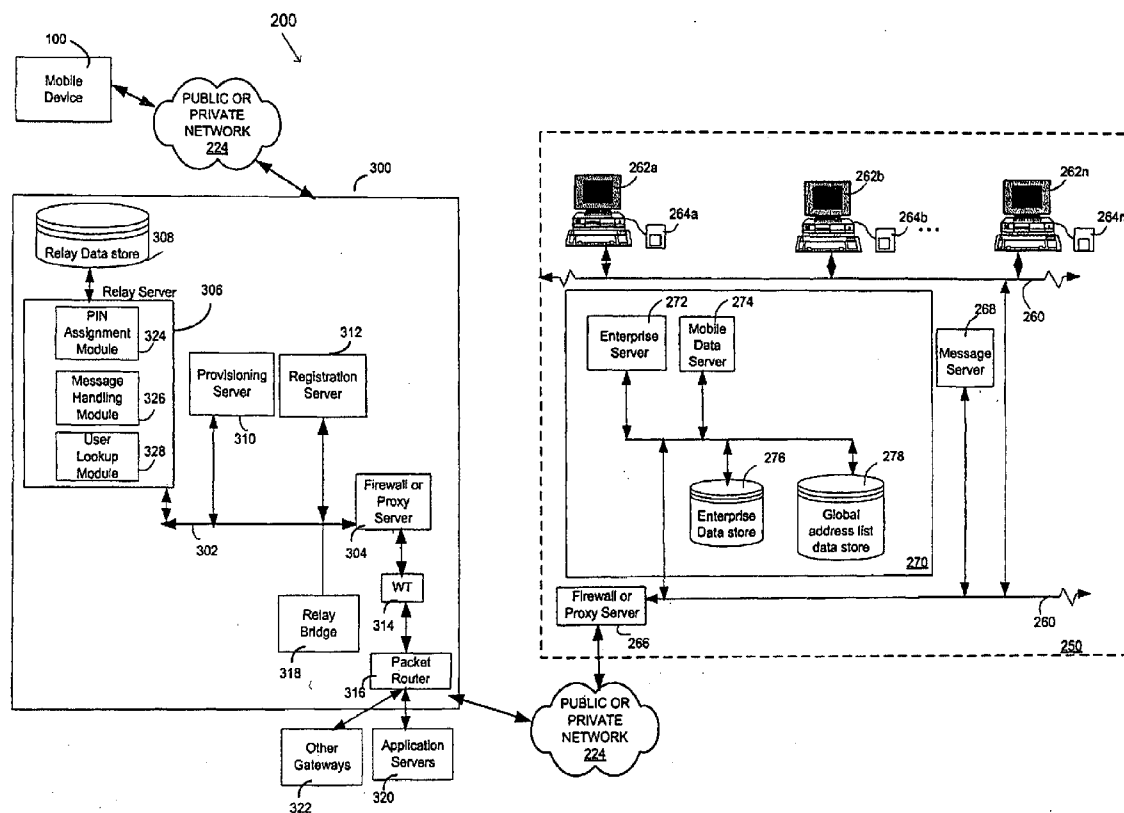 200
100
Mobile
Device
PUBLIC OR
PRIVATE
NETWORK
224
300
308
Relay Data store
Relay Server
306
PIN
Assignment
Module
324
Message
Handling
Module
326
User
Lookup
Module
328
Provisioning
Server
310
312
Registration
Server
302
Firewall or
Proxy
Server
304
WT
314
Relay
Bridge
318
Packet
Router
316
Other
Gateways
322
Application
Servers
320
PUBLIC OR
PRIVATE
NETWORK
224
262a
264a
262b
264b
...
262n
264n
260
272
Enterprise
Server
274
Mobile
Data
Server
268
Message
Server
276
Enterprise
Data store
278
Global
address list
data store
270
Firewall or
Proxy Server
266
260
250